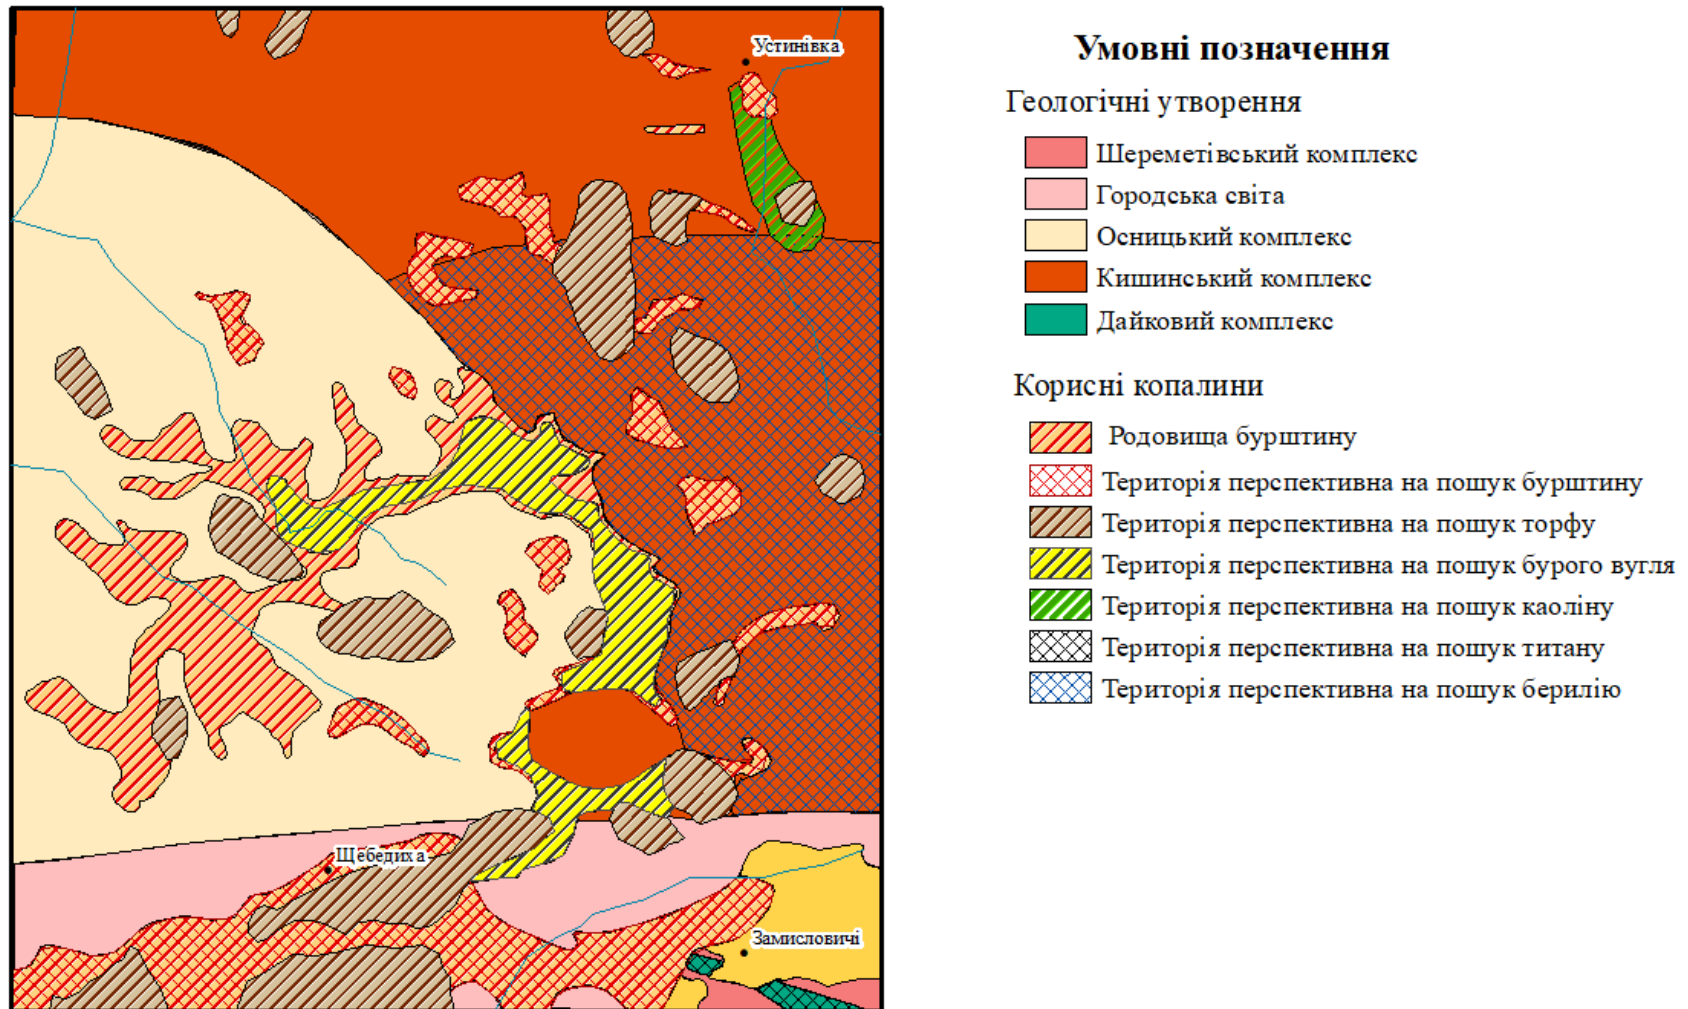 Устинівка
Щебедиха
Замисловичі
Умовні позначення
Геологічні утворення
Шереметівський комплекс
Городська світа
Осницький комплекс
Кишинський комплекс
Дайковий комплекс
Корисні копалини
Родовища бурштину
Територія перспективна на пошук бурштину
Територія перспективна на пошук торфу
Територія перспективна на пошук бурого вугля
Територія перспективна на пошук каоліну
Територія перспективна на пошук титану
Територія перспективна на пошук берилію